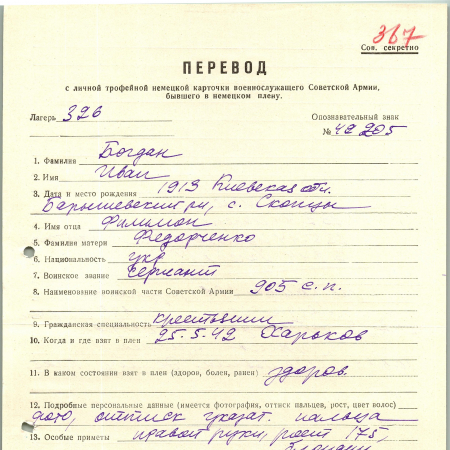 367
Сов. секретно
ПЕРЕВОД
с личной трофейной немецкой карточки военнослужащего Советской Армии,
бывшего в немецком плену.
Лагерь 326 Опознавательный знак
№ 42205
1. Фамилия Богдан
2. Имя Иван
3. Дата и место рождения 1913 Киевская обл.
Барышевский р-н, с. Скопцы
4. Имя отца Филимон
5. Фамилия матери Федорченко
6. Национальность укр
7. Воинское звание сержант
8. Наименование воинской части Советской Армии 905 с.п.
9. Гражданская специальность крестьянин
10. Когда и где взят в плен 25.5.42 Харьков
11. В каком состоянии взят в плен (здоров, болен, ранен) здоров.
12. Подробные персональные данные (имеется фотография, оттиск пальцев, рост, цвет волос)
фото, оттиск указат. пальца
13. Особые приметы правой руки, рост 175,
блондин